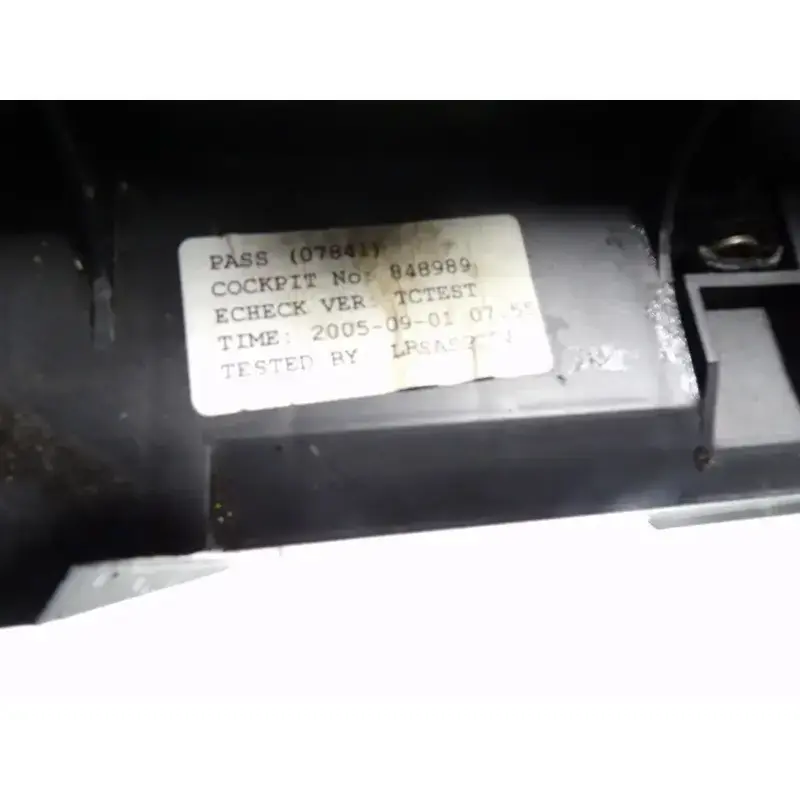 PASS (07841)
COCKPIT No: 848989
ECHECK VER: TCTEST
TIME: 2005-09-01 07:55
TESTED BY